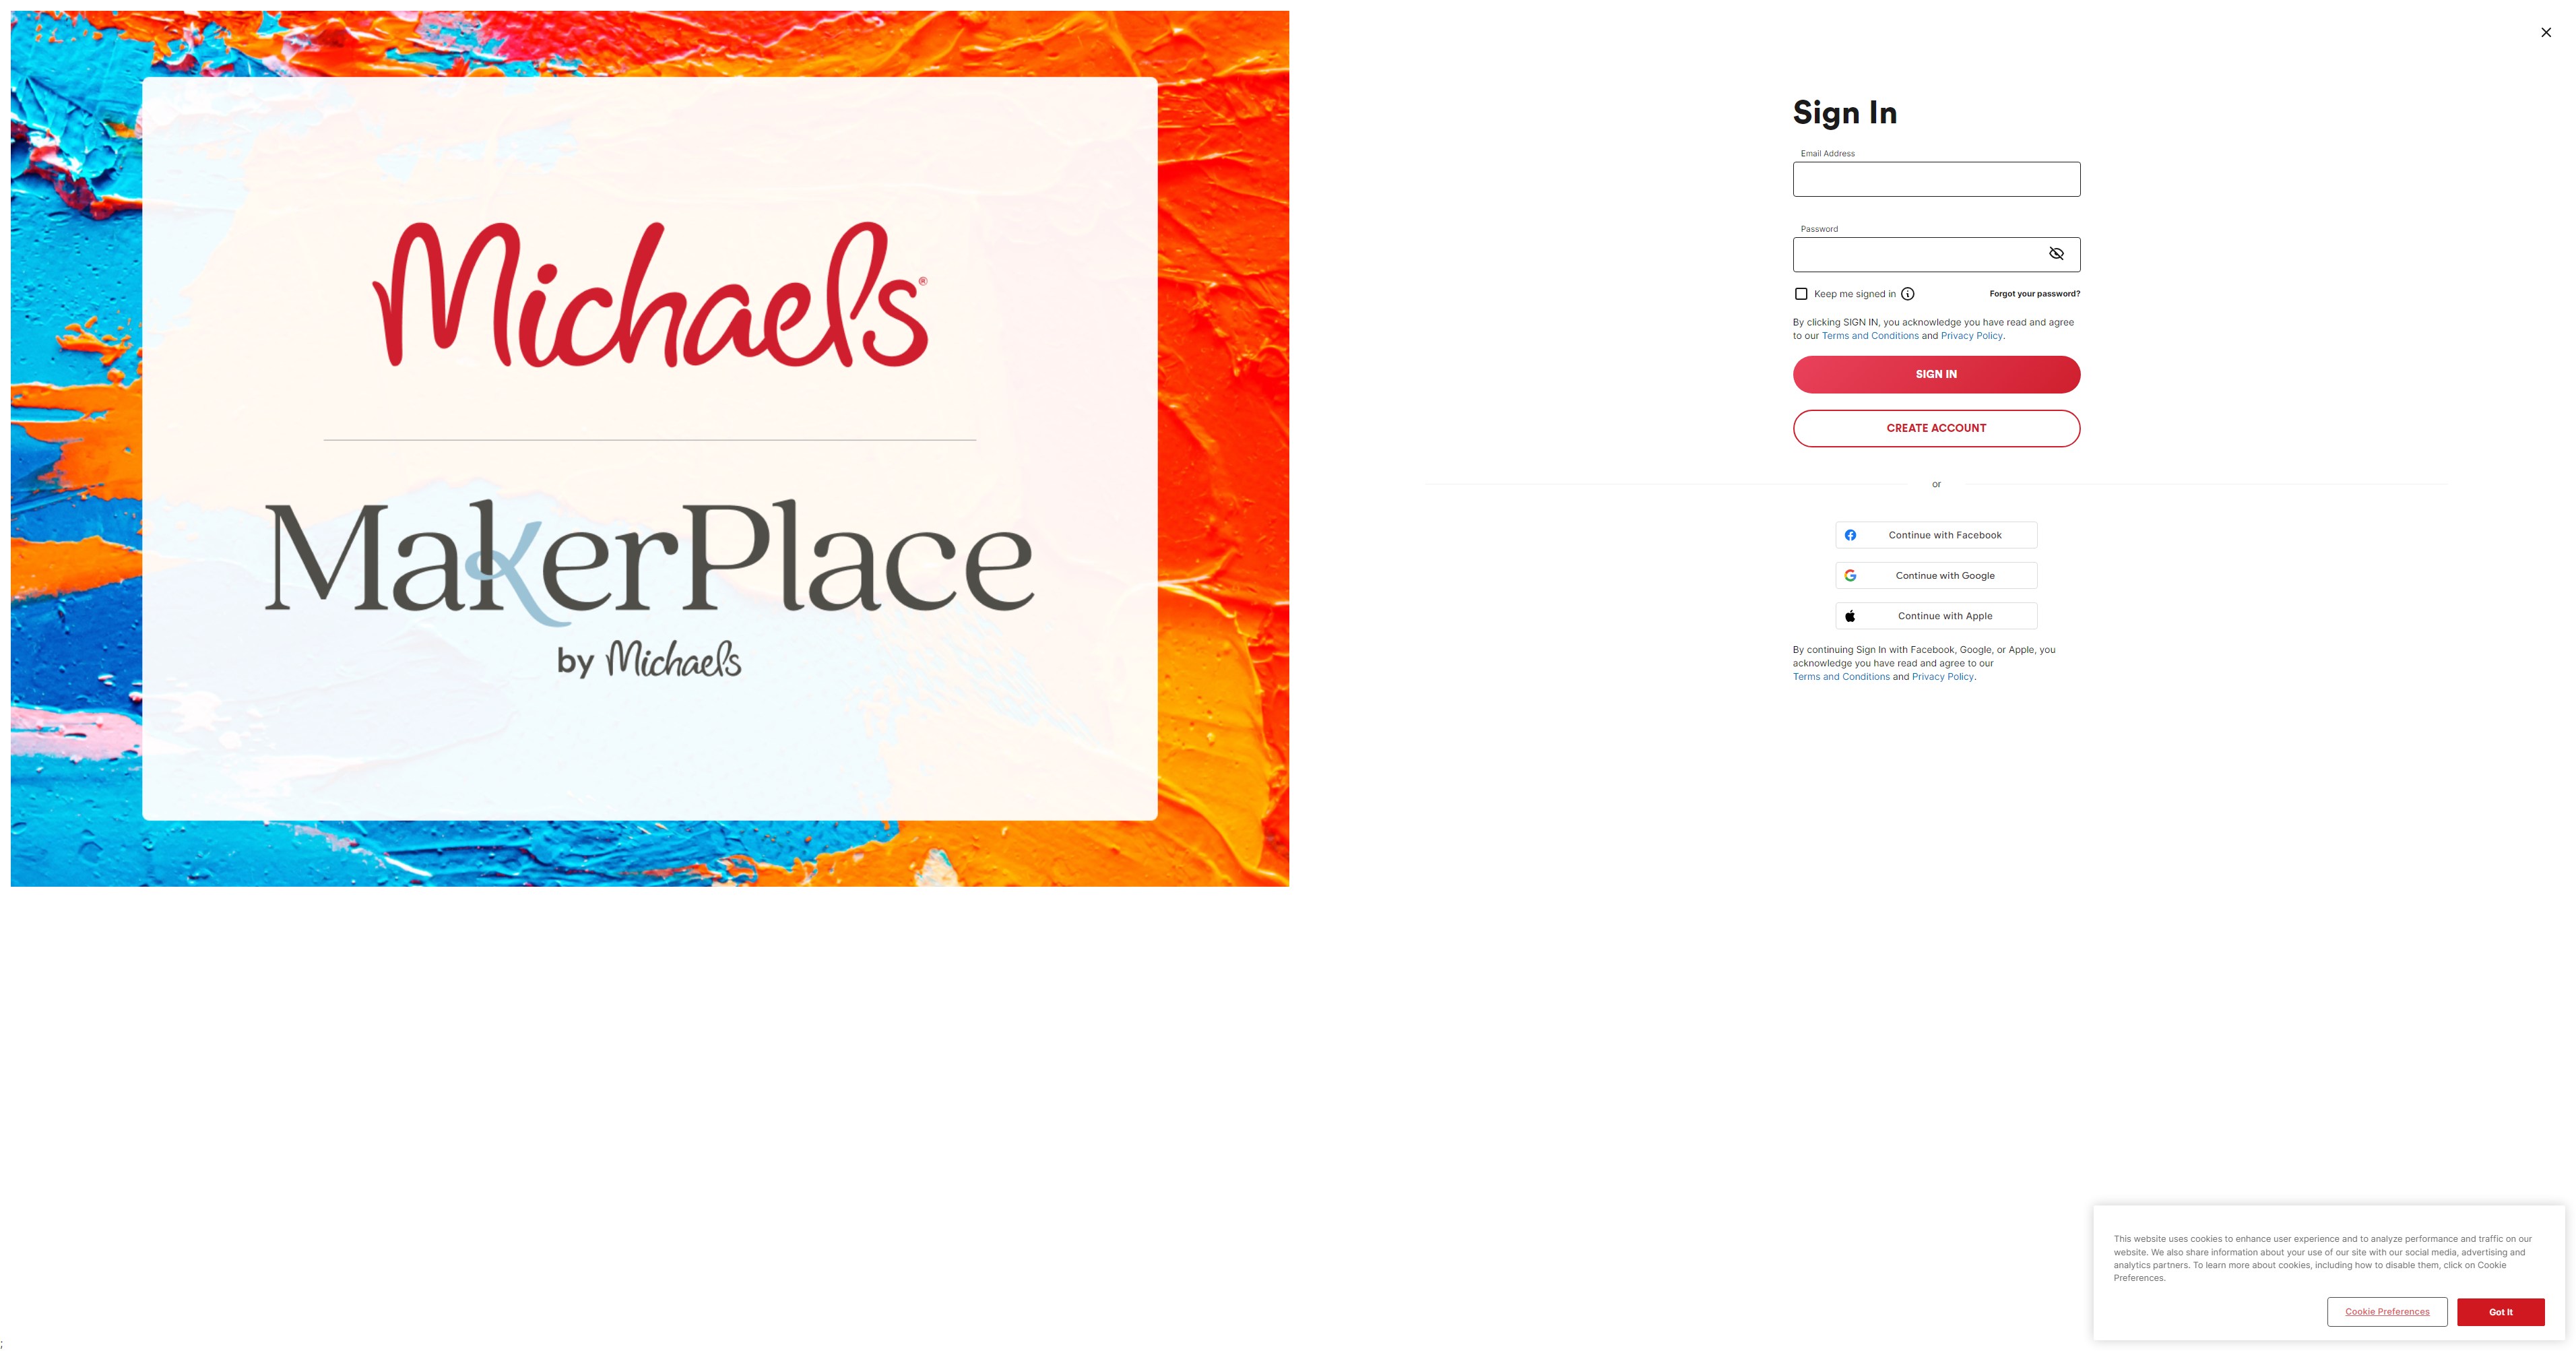 Michaels®
MakerPlace
by Michaels
Sign In
Email Address
Password
Keep me signed in
Forgot your password?
By clicking SIGN IN, you acknowledge you have read and agree
to our Terms and Conditions and Privacy Policy.
SIGN IN
CREATE ACCOUNT
or
Continue with Facebook
Continue with Google
Continue with Apple
By continuing Sign In with Facebook, Google, or Apple, you
acknowledge you have read and agree to our
Terms and Conditions and Privacy Policy.
This website uses cookies to enhance user experience and to analyze performance and traffic on our
website. We also share information about your use of our site with our social media, advertising and
analytics partners. To learn more about cookies, including how to disable them, click on Cookie
Preferences.
Cookie Preferences
Got It
;